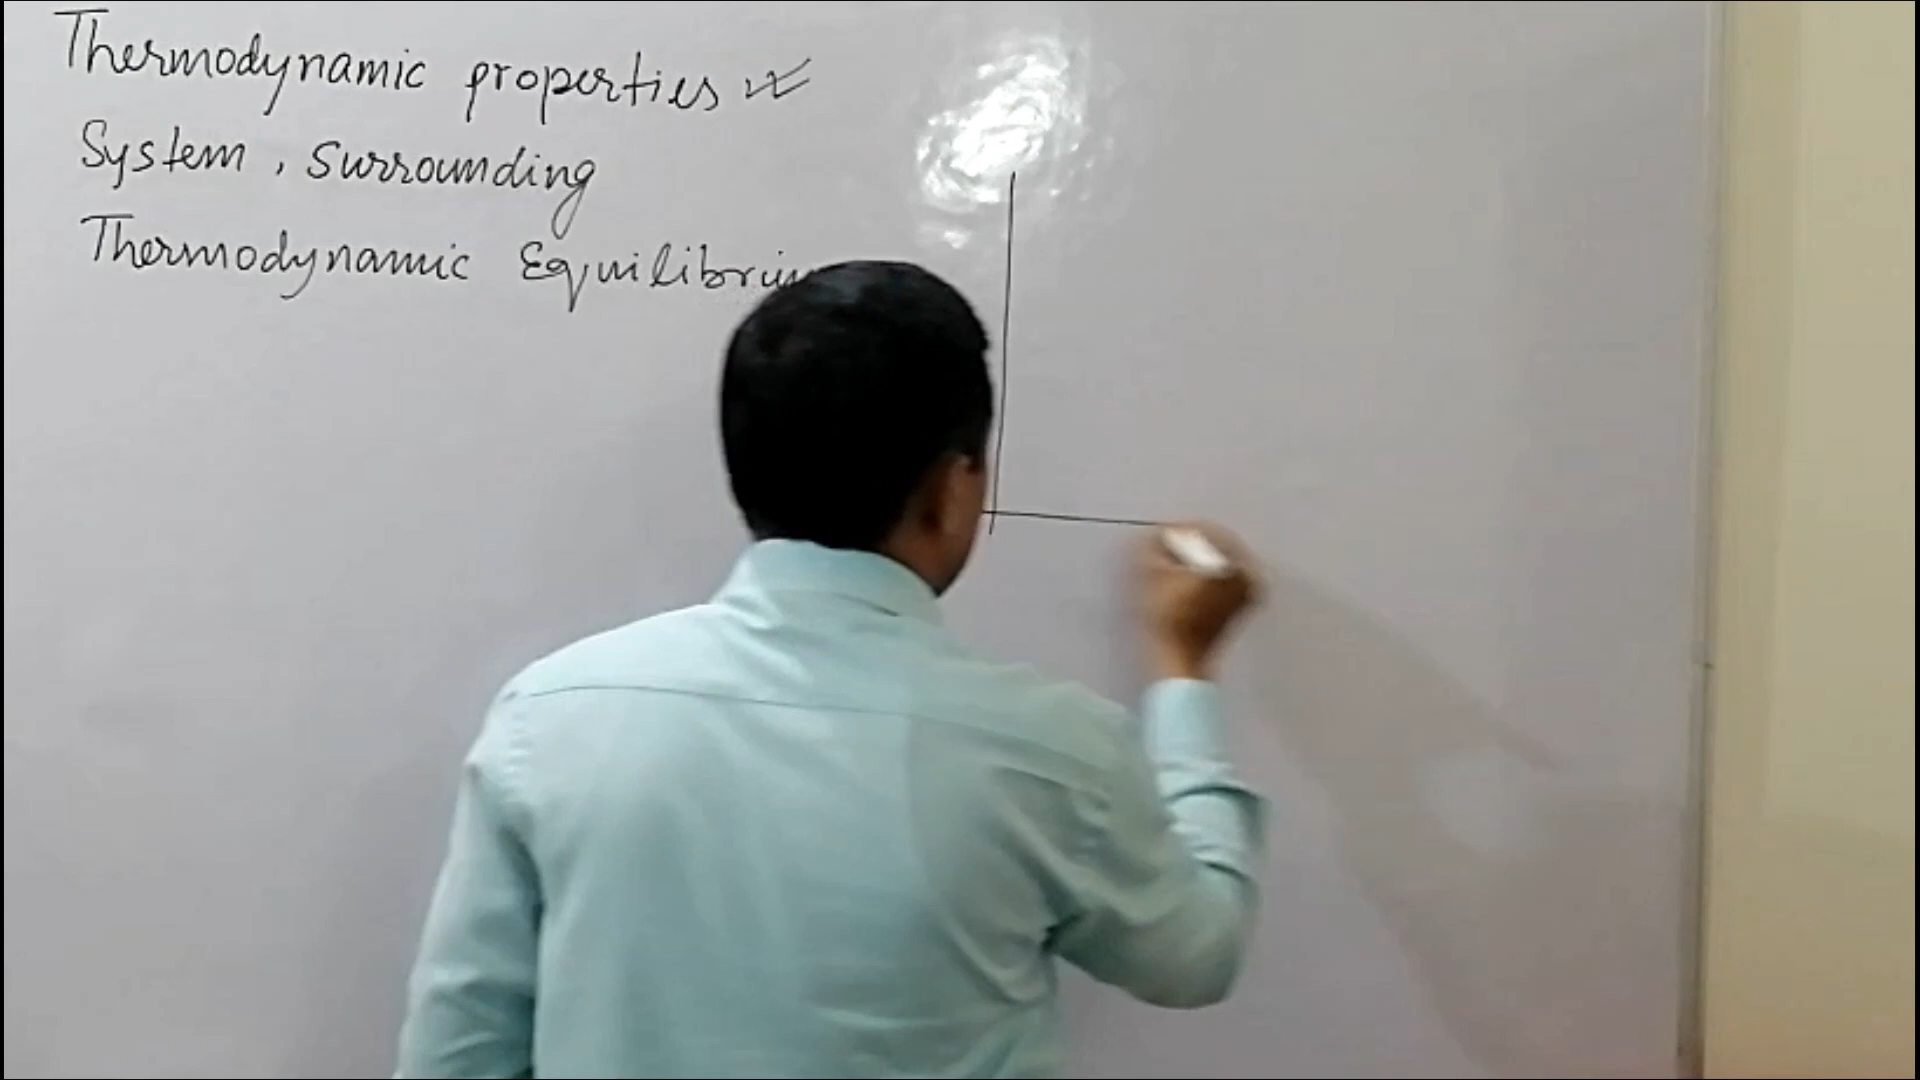 Thermodynamic properties
System, Surrounding
Thermodynamic